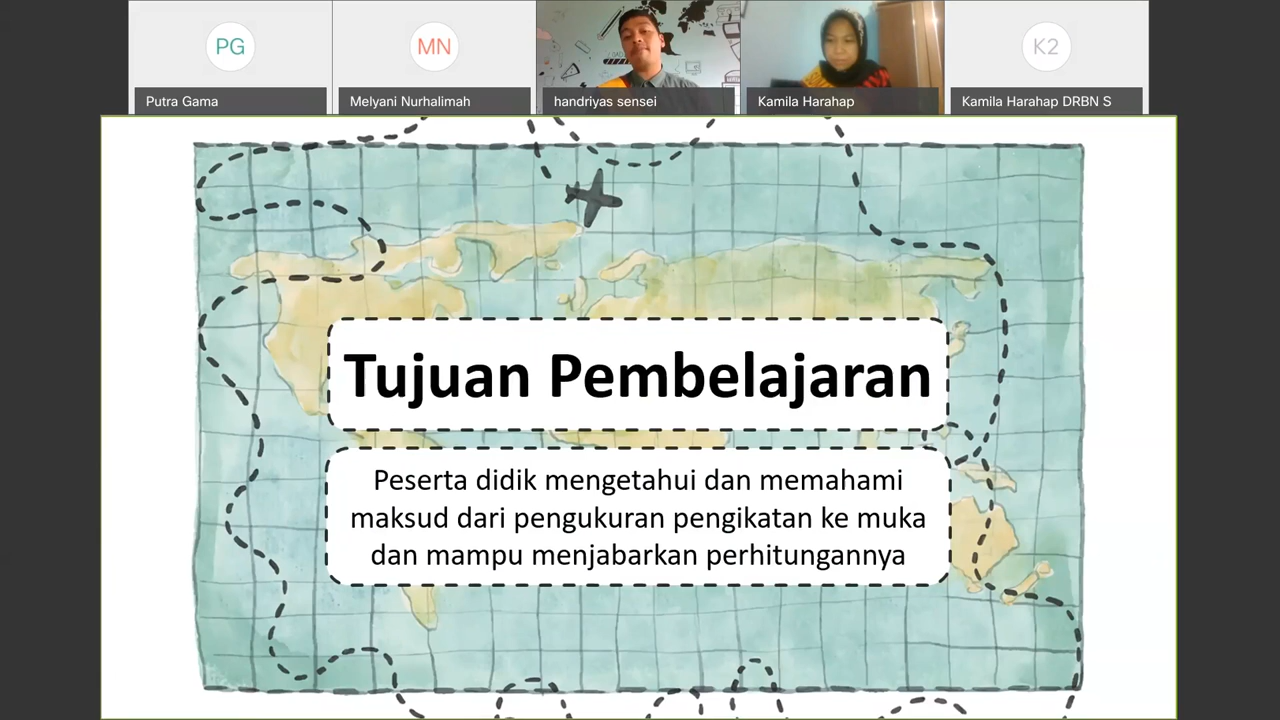 PG
MN
K2
Putra Gama
Melyani Nurhalimah
handriyas sensei
Kamila Harahap
Kamila Harahap DRBN S
Tujuan Pembelajaran
Peserta didik mengetahui dan memahami
maksud dari pengukuran pengikatan ke muka
dan mampu menjabarkan perhitungannya